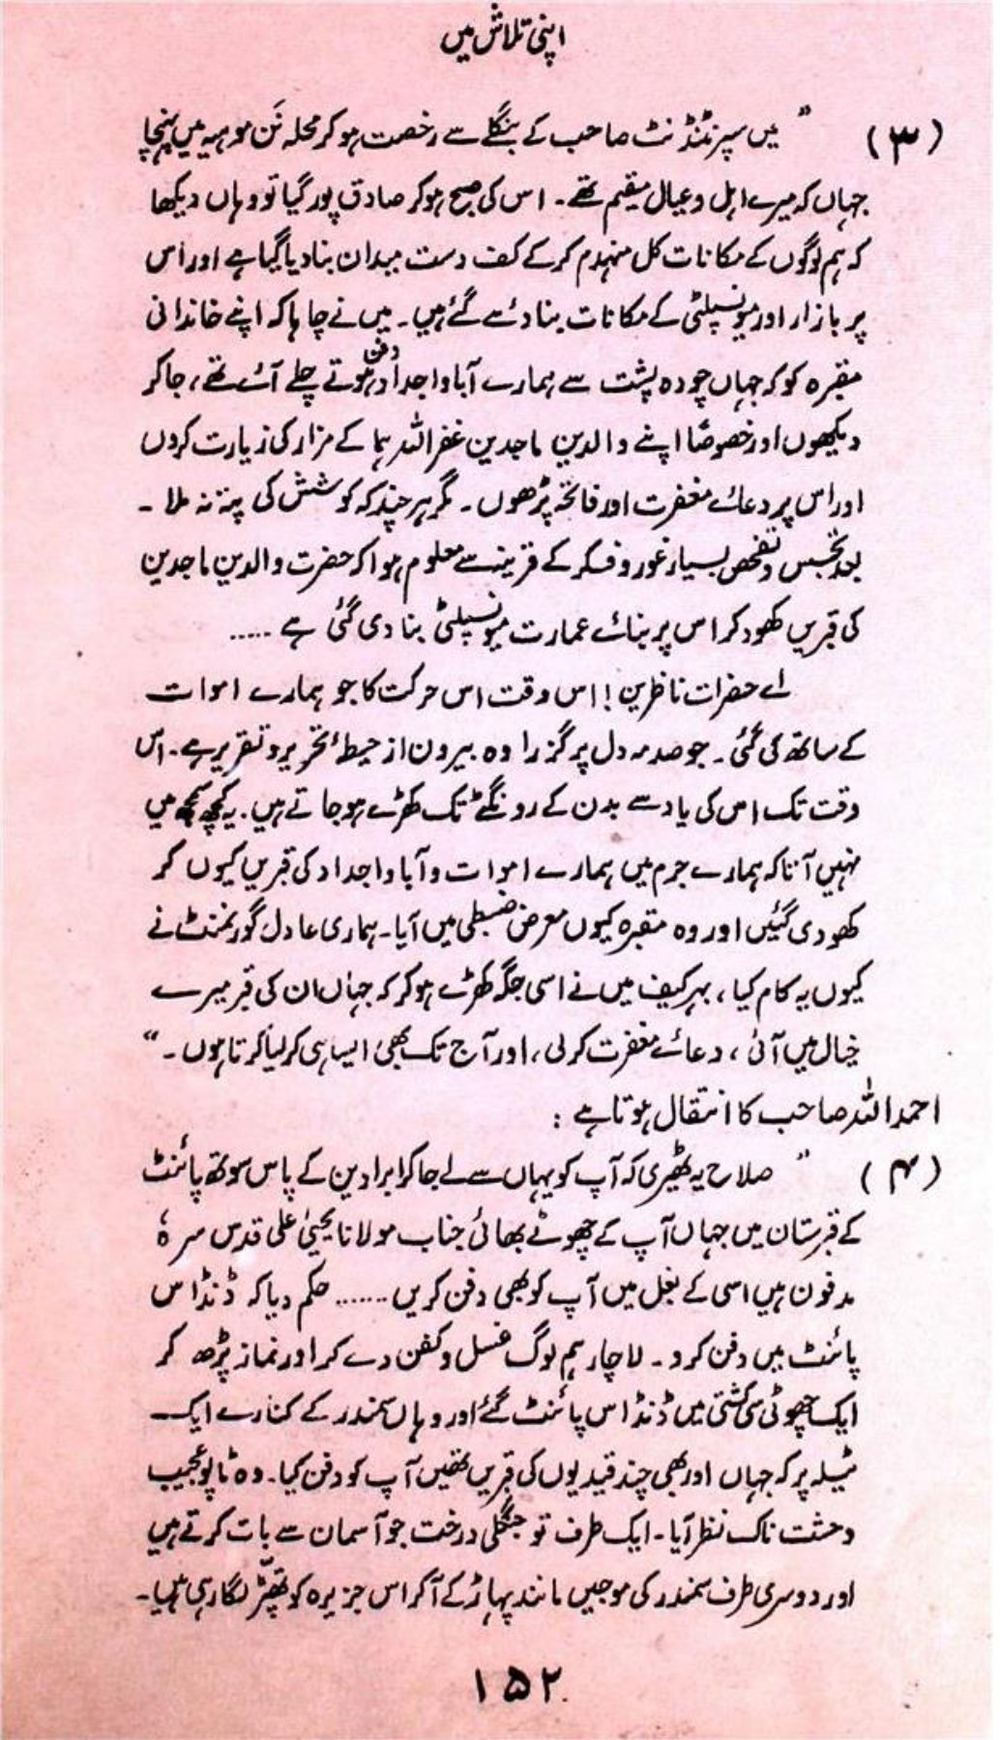 اپنی تلاش میں
(۳) " میں سپرنٹنڈنٹ صاحب کے بنگلے سے رخصت ہو کر محلہ نَن موہیہ میں پہنچا
جہاں کہ میرے اہل و عیال مقیم تھے۔ اس کی صبح ہو کر صادق پور گیا تو وہاں دیکھا
کہ ہم لوگوں کے مکانات کل منہدم کر کے کف دست میدان بنا دیا گیا ہے اور اس
پر بازار اور میونسپلٹی کے مکانات بنا دئے گئے ہیں۔ میں نے چاہا کہ اپنے خاندانی
مقبرہ کو کہ جہاں چودہ پشت سے ہمارے آبا و اجداد دفن ہوتے چلے آئے تھے، جا کر
دیکھوں اور خصوصًا اپنے والدین ماجدین غفر اللہ ہما کے مزار کی زیارت کروں
اور اس پر دعائے مغفرت اور فاتحہ پڑھوں۔ مگر ہر چند کہ کوشش کی پتہ نہ ملا۔
بعد تجسس و تفحص بسیار غور و فکر کے قرینہ سے معلوم ہوا کہ حضرت والدین ماجدین
کی قبریں کھود کر اس پر بنائے عمارت میونسپلٹی بنا دی گئی ہے .....
اے حضرات ناظرین! اس وقت اس حرکت کا جو ہمارے اموات
کے ساتھ کی گئی۔ جو صدمہ دل پر گزرا وہ بیرون از حیطۂ تحریر و تقریر ہے۔ اس
وقت تک اس کی یاد سے بدن کے رونگٹے تک کھڑے ہو جاتے ہیں۔ یہ کچھ سمجھ میں
نہیں آتا کہ ہمارے جرم میں ہمارے اموات و آبا و اجداد کی قبریں کیوں کر
کھودی گئیں اور وہ مقبرہ کیوں معرض ضبطی میں آیا۔ ہماری عادل گورنمنٹ نے
کیوں یہ کام کیا، بہر کیف میں نے اسی جگہ کھڑے ہو کر کہ جہاں ان کی قبر میرے
خیال میں آئی، دعائے مغفرت کر لی، اور آج تک بھی ایسا ہی کر لیا کرتا ہوں۔"
احمد اللہ صاحب کا انتقال ہوتا ہے :
(۴) " صلاح یہ ٹھیری کہ آپ کو یہاں سے لے جا کر ابرادین کے پاس سوتھ پائنٹ
کے قبرستان میں جہاں آپ کے چھوٹے بھائی جناب مولانا یحییٰ علی قدس سرہٗ
مدفون ہیں اسی کے بغل میں آپ کو بھی دفن کریں ...... حکم دیا کہ ڈنڈاس
پائنٹ میں دفن کرو۔ لاچار ہم لوگ غسل و کفن دے کر اور نماز پڑھ کر
ایک چھوٹی سی کشتی میں ڈنڈاس پائنٹ گئے اور وہاں سمندر کے کنارے ایک
ٹیلہ پر کہ جہاں اور بھی چند قیدیوں کی قبریں تھیں آپ کو دفن کیا۔ وہ ٹاپو عجیب
وحشت ناک نظر آیا۔ ایک طرف تو جنگلی درخت جو آسمان سے بات کرتے ہیں
اور دوسری طرف سمندر کی موجیں مانند پہاڑ کے آ کر اس جزیرہ کو تھپّڑ لگا رہی ہیں۔
۱۵۲